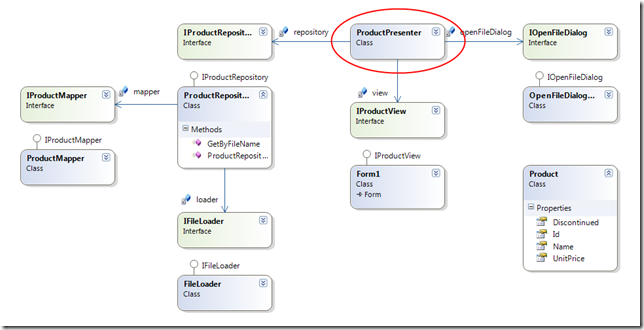 IProductReposit...
Interface
repository
ProductPresenter
Class
openFileDialog
IOpenFileDialog
Interface
IProductMapper
Interface
mapper
IProductRepository
ProductReposit...
Class
Methods
GetByFileName
ProductReposit...
view
IProductView
Interface
IOpenFileDialog
OpenFileDialog...
Class
IProductMapper
ProductMapper
Class
IProductView
Form1
Class
Form
Product
Class
Properties
Discontinued
Id
Name
UnitPrice
loader
IFileLoader
Interface
IFileLoader
FileLoader
Class